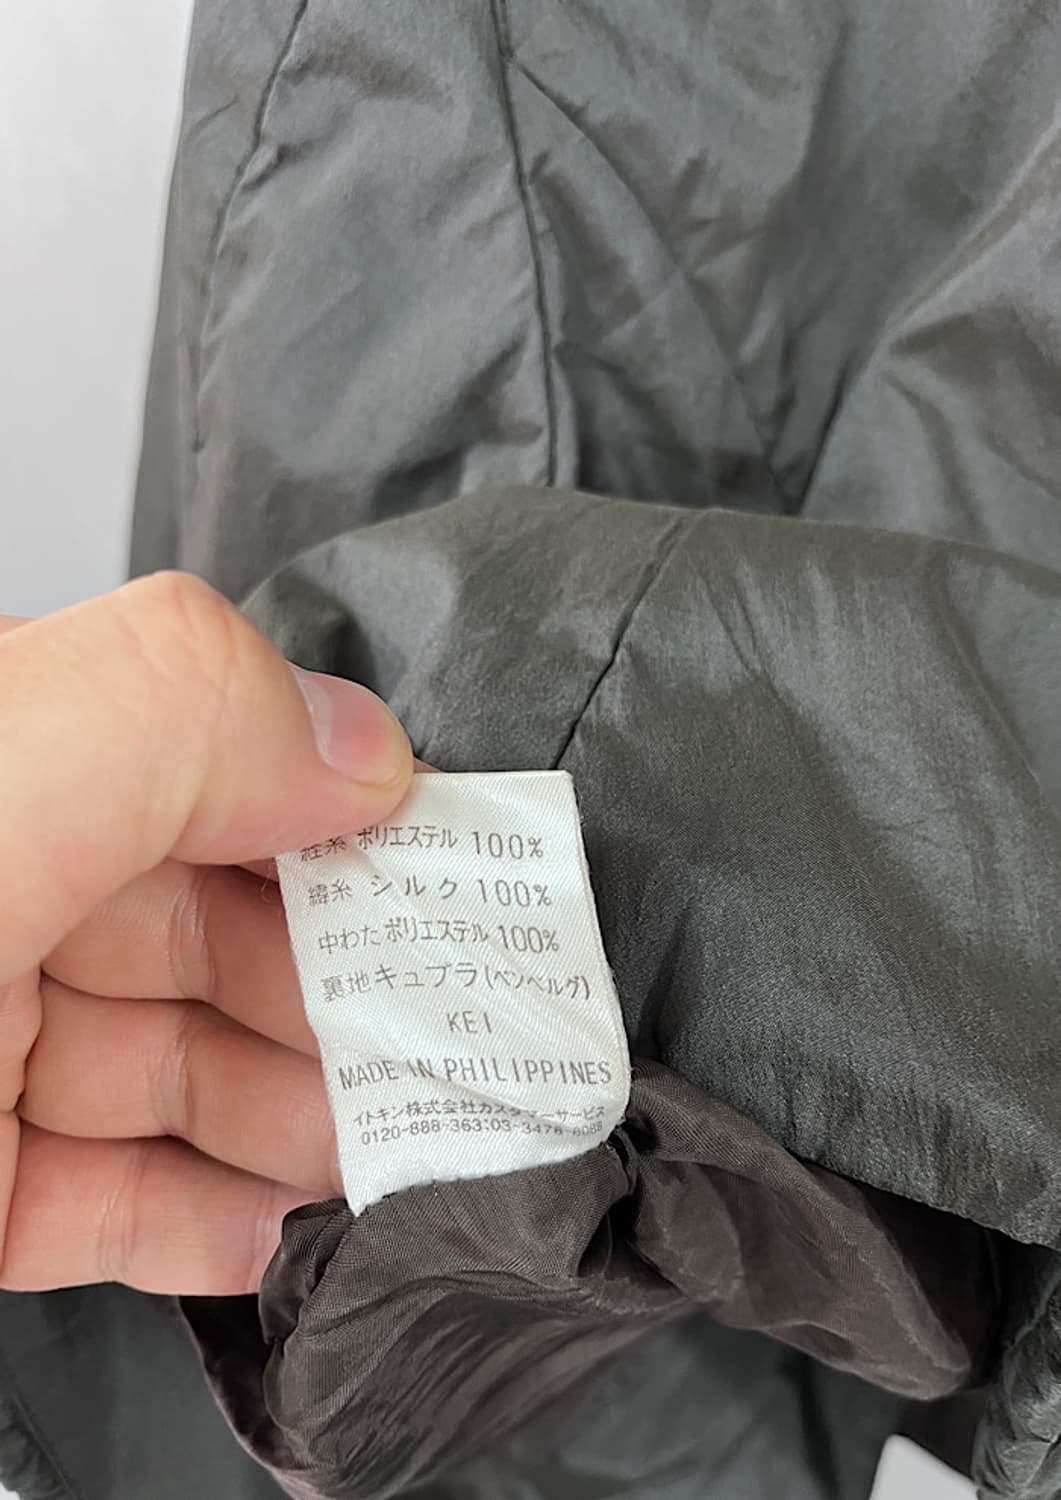 経糸 ポリエステル 100%
緯糸 シルク 100%
中わた ポリエステル 100%
裏地 キュプラ(ベンベルグ)
KEI
MADE IN PHILIPPINES
イトキン株式会社カスタマーサービス
0120-888-363:03-3478-8088